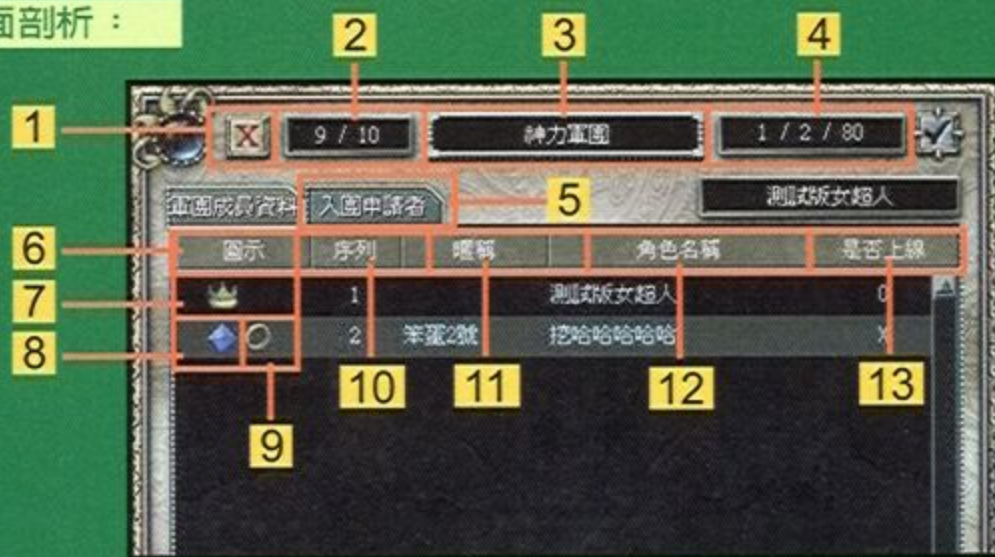 面剖析：
2
3
4
1
X
9 / 10
神力軍團
1 / 2 / 80
軍團成員資料
入團申請者
5
測試版女超人
6
圖示
序列
暱稱
角色名稱
是否上線
7
1
測試版女超人
O
8
2
笨蛋2號
挖哈哈哈哈哈
X
10
11
12
13
9